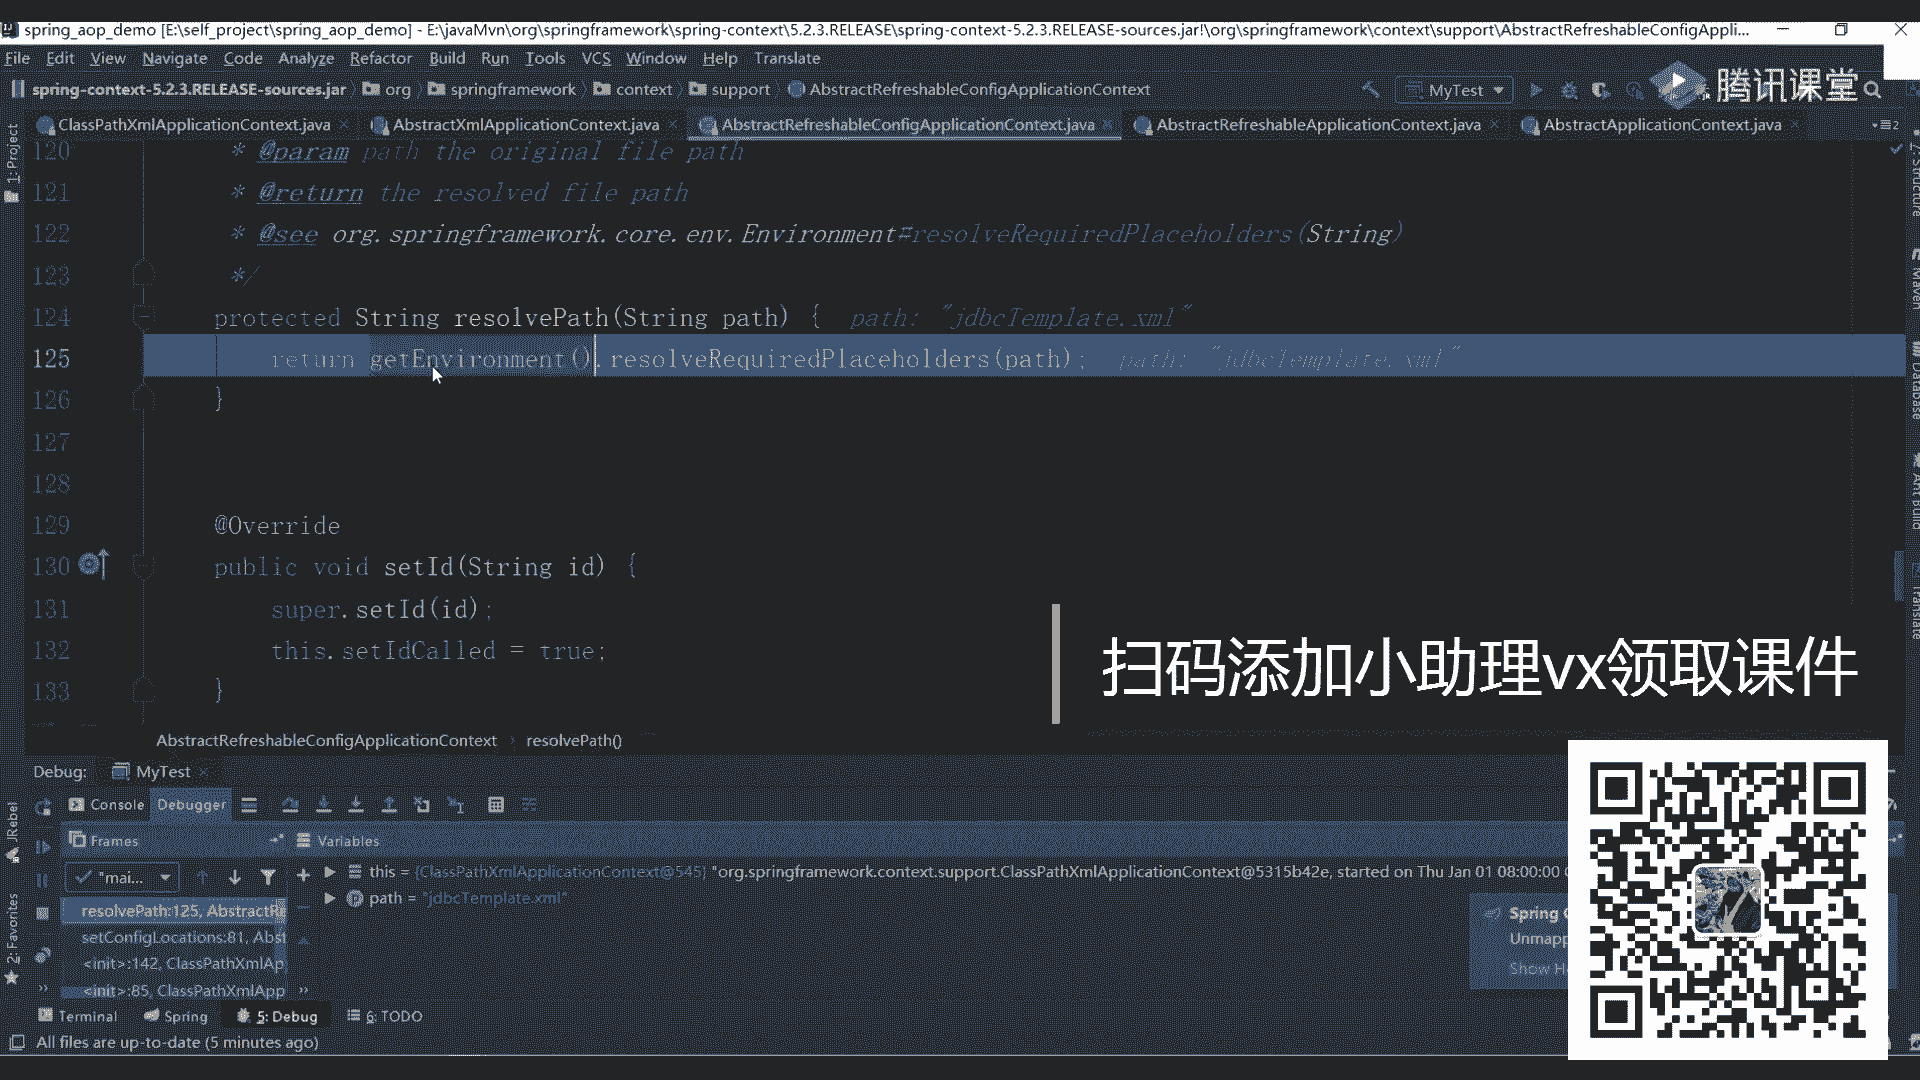 spring_aop_demo [E:\self_project\spring_aop_demo] - E:\javaMvn\org\springframework\spring-context\5.2.3.RELEASE\spring-context-5.2.3.RELEASE-sources.jar!\org\springframework\context\support\AbstractRefreshableConfigAppli...
File Edit View Navigate Code Analyze Refactor Build Run Tools VCS Window Help Translate
spring-context-5.2.3.RELEASE-sources.jar org springframework context support AbstractRefreshableConfigApplicationContext MyTest 腾讯课堂
ClassPathXmlApplicationContext.java AbstractXmlApplicationContext.java AbstractRefreshableConfigApplicationContext.java AbstractRefreshableApplicationContext.java AbstractApplicationContext.java 2
1: Project
Z: Structure
Maven
Database
Ant Build
Translate
120 * @param path the original file path
121 * @return the resolved file path
122 * @see org.springframework.core.env.Environment#resolveRequiredPlaceholders(String)
123 */
124 protected String resolvePath(String path) { path: "jdbcTemplate.xml"
125 return getEnvironment().resolveRequiredPlaceholders(path); path: "jdbcTemplate.xml"
126 }
127
128
129 @Override
130 public void setId(String id) {
131 super.setId(id);
132 this.setIdCalled = true;
133 }
扫码添加小助理vx领取课件
AbstractRefreshableConfigApplicationContext resolvePath()
Debug: MyTest
Console Debugger
Frames Variables
"mai...
this = {ClassPathXmlApplicationContext@545} "org.springframework.context.support.ClassPathXmlApplicationContext@5315b42e, started on Thu Jan 01 08:00:00
path = "jdbcTemplate.xml"
resolvePath:125, AbstractRe
setConfigLocations:81, Abst
<init>:142, ClassPathXmlAp
<init>:85, ClassPathXmlApp
Spring
Unmapp
Show He
JRebel
2: Favorites
Terminal Spring 5: Debug 6: TODO
All files are up-to-date (5 minutes ago)